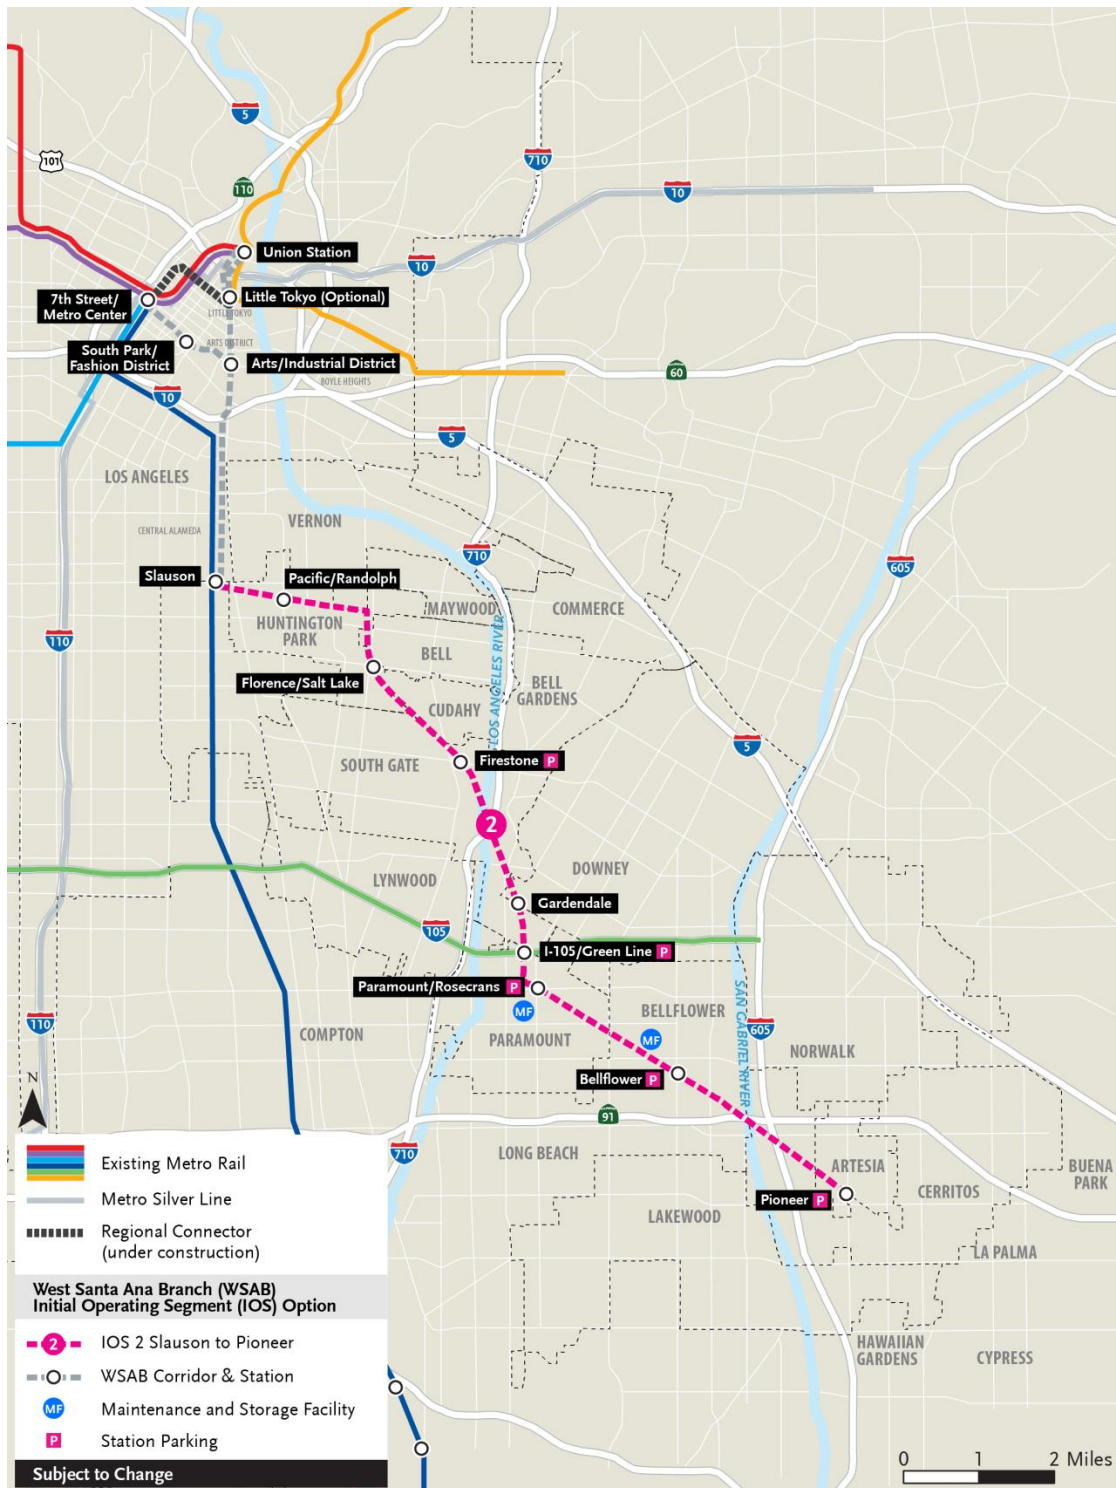 5
101
110
710
10
Union Station
10
7th Street/
Metro Center
Little Tokyo (Optional)
LITTLE TOKYO
South Park/
Fashion District
ARTS DISTRICT
Arts/Industrial District
60
BOYLE HEIGHTS
10
5
LOS ANGELES
VERNON
CENTRAL ALAMEDA
710
605
Slauson
Pacific/Randolph
MAYWOOD
COMMERCE
HUNTINGTON
PARK
110
LOS ANGELES RIVER
BELL
Florence/Salt Lake
BELL
GARDENS
CUDAHY
5
SOUTH GATE
Firestone P
2
DOWNEY
LYNWOOD
Gardendale
105
I-105/Green Line P
Paramount/Rosecrans P
SAN GABRIEL RIVER
MF
BELLFLOWER
110
605
COMPTON
PARAMOUNT
MF
NORWALK
N
Bellflower P
91
710
LONG BEACH
ARTESIA
BUENA
PARK
Pioneer P
CERRITOS
LAKEWOOD
LA PALMA
HAWAIIAN
GARDENS
CYPRESS
Existing Metro Rail
Metro Silver Line
Regional Connector
(under construction)
West Santa Ana Branch (WSAB)
Initial Operating Segment (IOS) Option
2 IOS 2 Slauson to Pioneer
WSAB Corridor & Station
MF Maintenance and Storage Facility
P Station Parking
Subject to Change
0 1 2 Miles